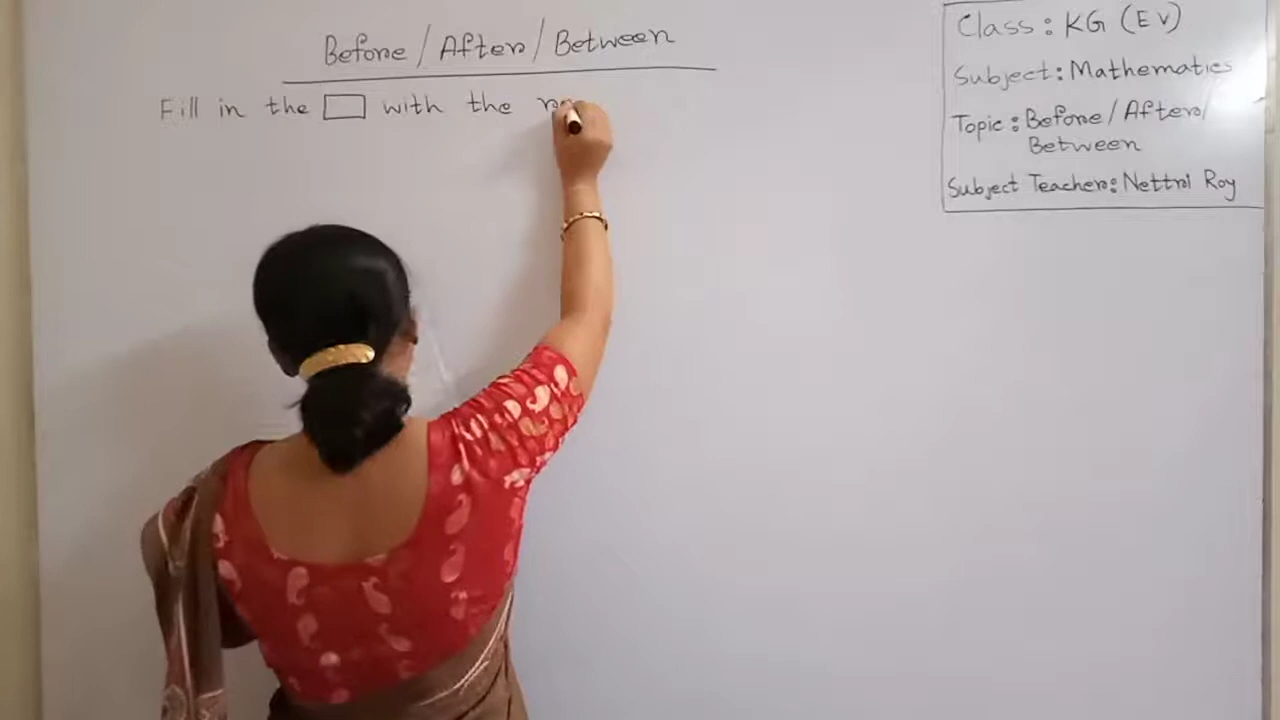 Before / After / Between
Fill in the with the
Class : KG (EV)
Subject : Mathematics
Topic : Before / After /
Between
Subject Teacher : Nettri Roy